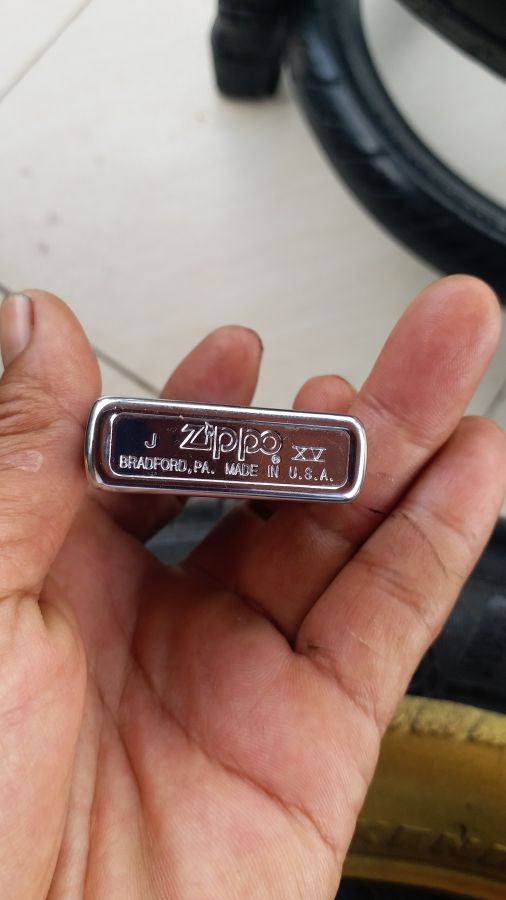 J Zippo® XV
BRADFORD, PA. MADE IN U.S.A.